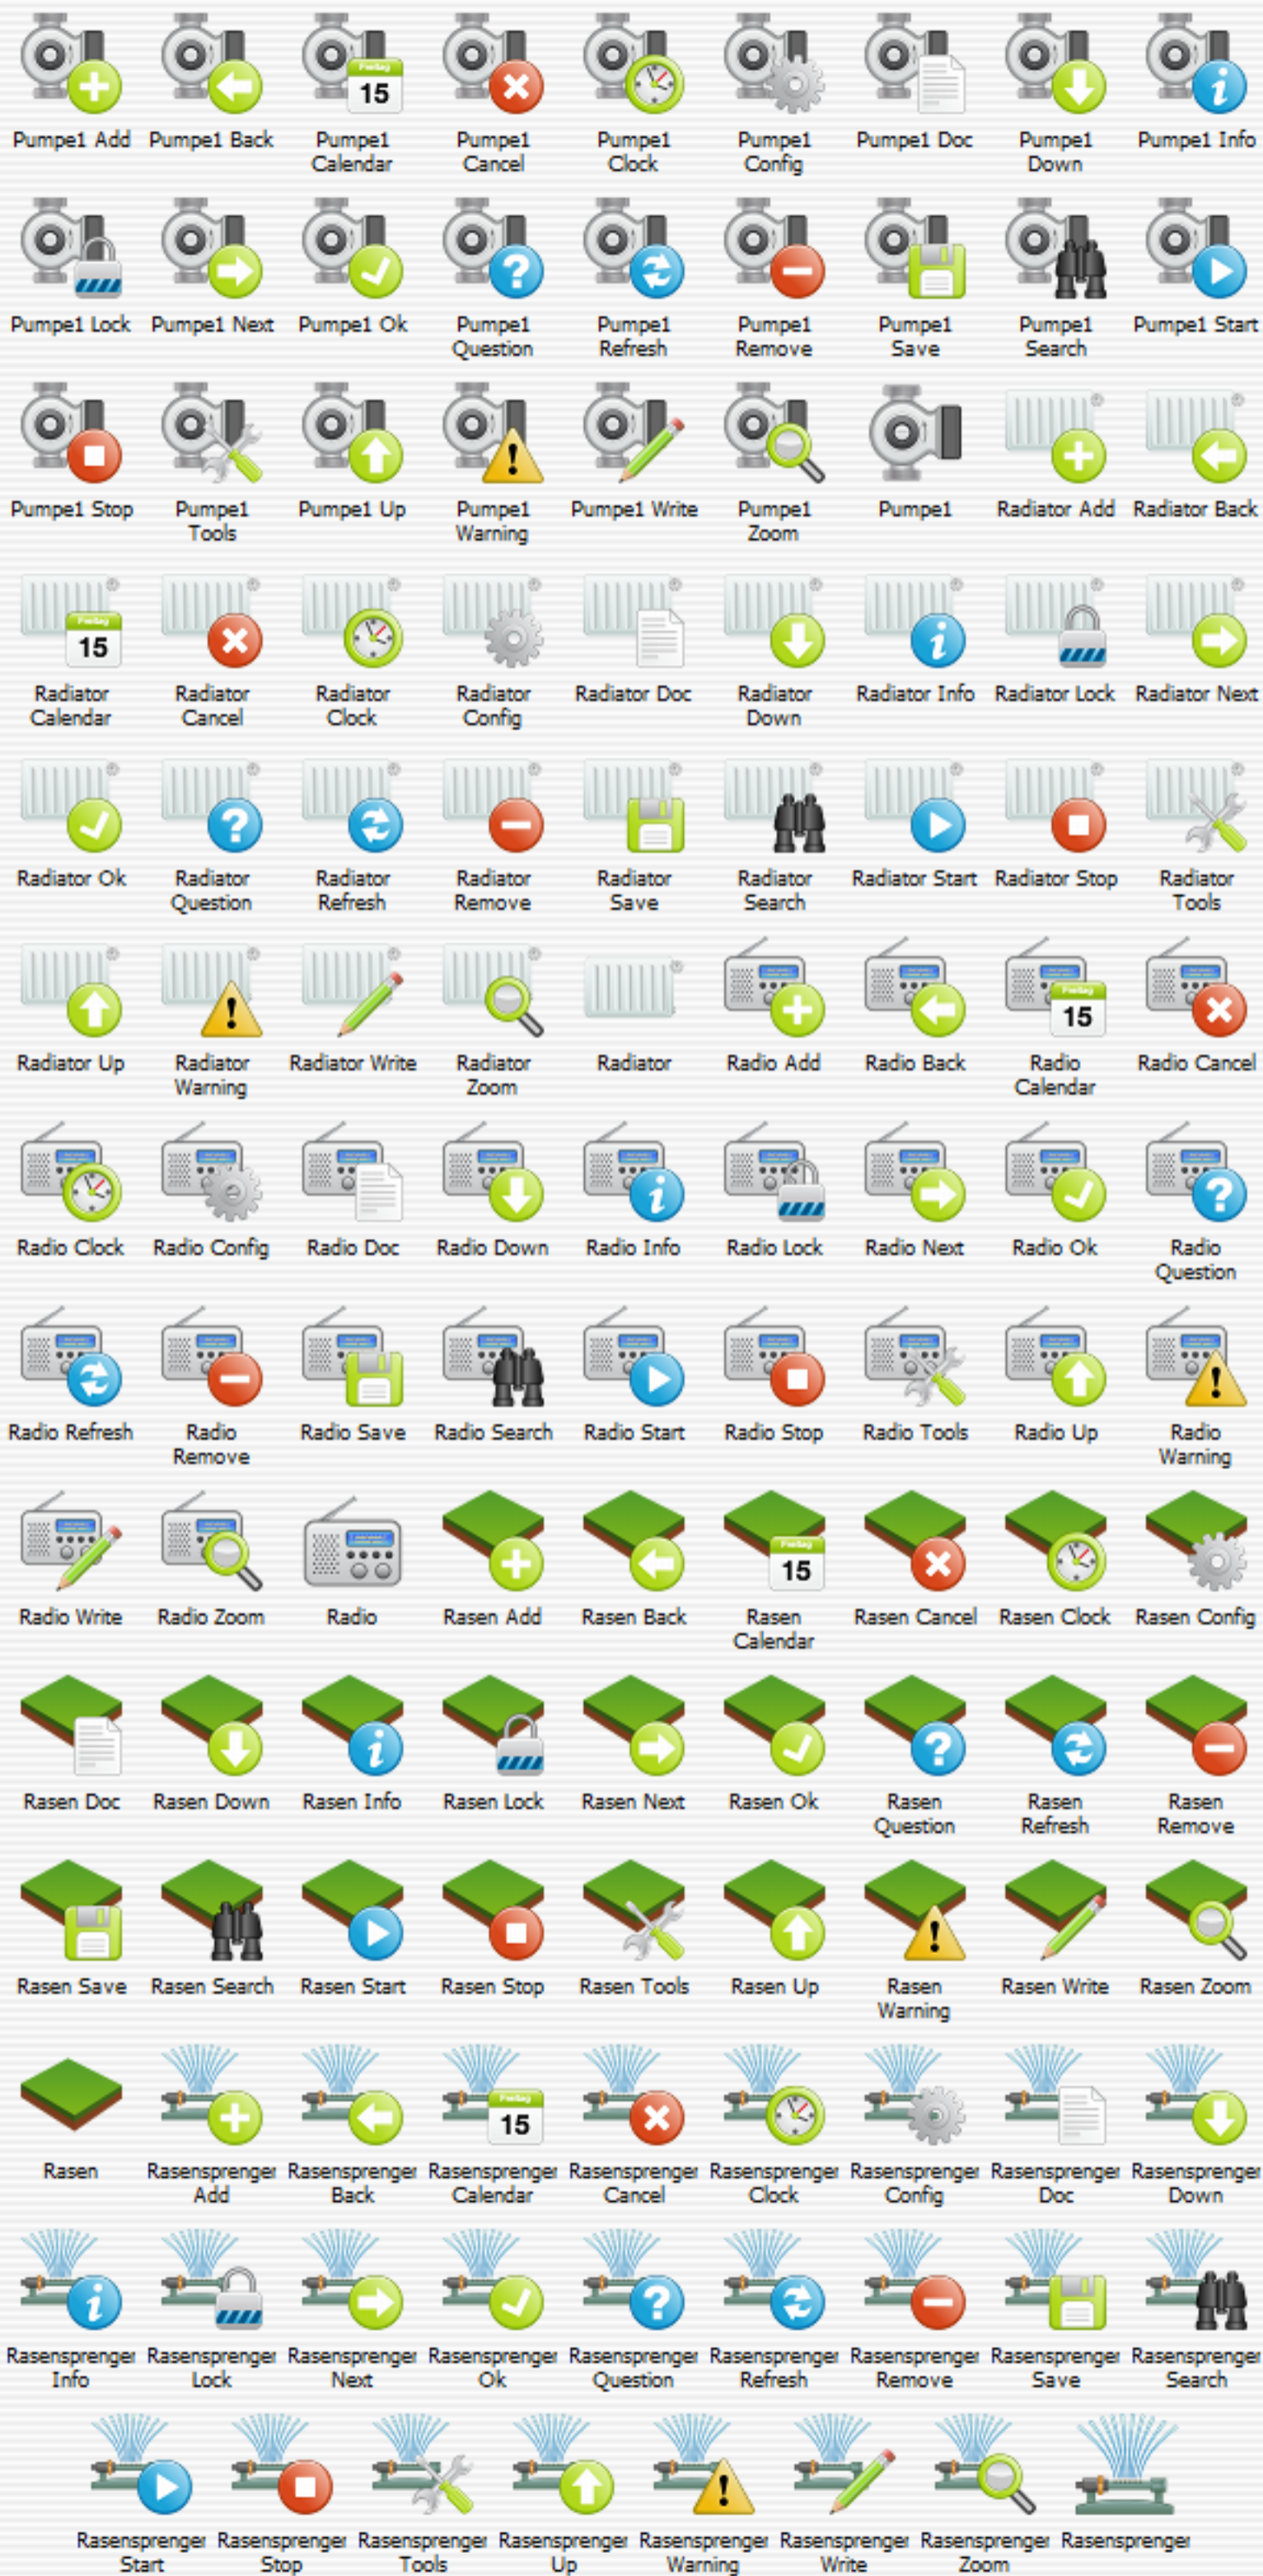 Freitag
15
Pumpe1 Add Pumpe1 Back Pumpe1 Calendar Pumpe1 Cancel Pumpe1 Clock Pumpe1 Config Pumpe1 Doc Pumpe1 Down Pumpe1 Info
Pumpe1 Lock Pumpe1 Next Pumpe1 Ok Pumpe1 Question Pumpe1 Refresh Pumpe1 Remove Pumpe1 Save Pumpe1 Search Pumpe1 Start
Pumpe1 Stop Pumpe1 Tools Pumpe1 Up Pumpe1 Warning Pumpe1 Write Pumpe1 Zoom Pumpe1 Radiator Add Radiator Back
Freitag
15
Radiator Calendar Radiator Cancel Radiator Clock Radiator Config Radiator Doc Radiator Down Radiator Info Radiator Lock Radiator Next
Radiator Ok Radiator Question Radiator Refresh Radiator Remove Radiator Save Radiator Search Radiator Start Radiator Stop Radiator Tools
Freitag
15
Radiator Up Radiator Warning Radiator Write Radiator Zoom Radiator Radio Add Radio Back Radio Calendar Radio Cancel
Radio Clock Radio Config Radio Doc Radio Down Radio Info Radio Lock Radio Next Radio Ok Radio Question
Radio Refresh Radio Remove Radio Save Radio Search Radio Start Radio Stop Radio Tools Radio Up Radio Warning
Freitag
15
Radio Write Radio Zoom Radio Rasen Add Rasen Back Rasen Calendar Rasen Cancel Rasen Clock Rasen Config
Rasen Doc Rasen Down Rasen Info Rasen Lock Rasen Next Rasen Ok Rasen Question Rasen Refresh Rasen Remove
Rasen Save Rasen Search Rasen Start Rasen Stop Rasen Tools Rasen Up Rasen Warning Rasen Write Rasen Zoom
Freitag
15
Rasen Rasensprenger Add Rasensprenger Back Rasensprenger Calendar Rasensprenger Cancel Rasensprenger Clock Rasensprenger Config Rasensprenger Doc Rasensprenger Down
Rasensprenger Info Rasensprenger Lock Rasensprenger Next Rasensprenger Ok Rasensprenger Question Rasensprenger Refresh Rasensprenger Remove Rasensprenger Save Rasensprenger Search
Rasensprenger Start Rasensprenger Stop Rasensprenger Tools Rasensprenger Up Rasensprenger Warning Rasensprenger Write Rasensprenger Zoom Rasensprenger